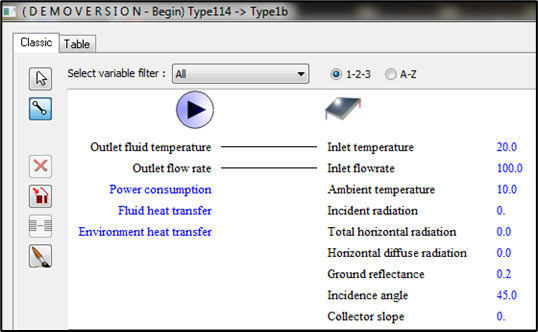 ( D E M O V E R S I O N - Begin) Type114 -> Type1b
Classic Table
Select variable filter : All 1-2-3 A-Z
Outlet fluid temperature Inlet temperature 20.0
Outlet flow rate Inlet flowrate 100.0
Power consumption Ambient temperature 10.0
Fluid heat transfer Incident radiation 0.
Environment heat transfer Total horizontal radiation 0.0
Horizontal diffuse radiation 0.0
Ground reflectance 0.2
Incidence angle 45.0
Collector slope 0.